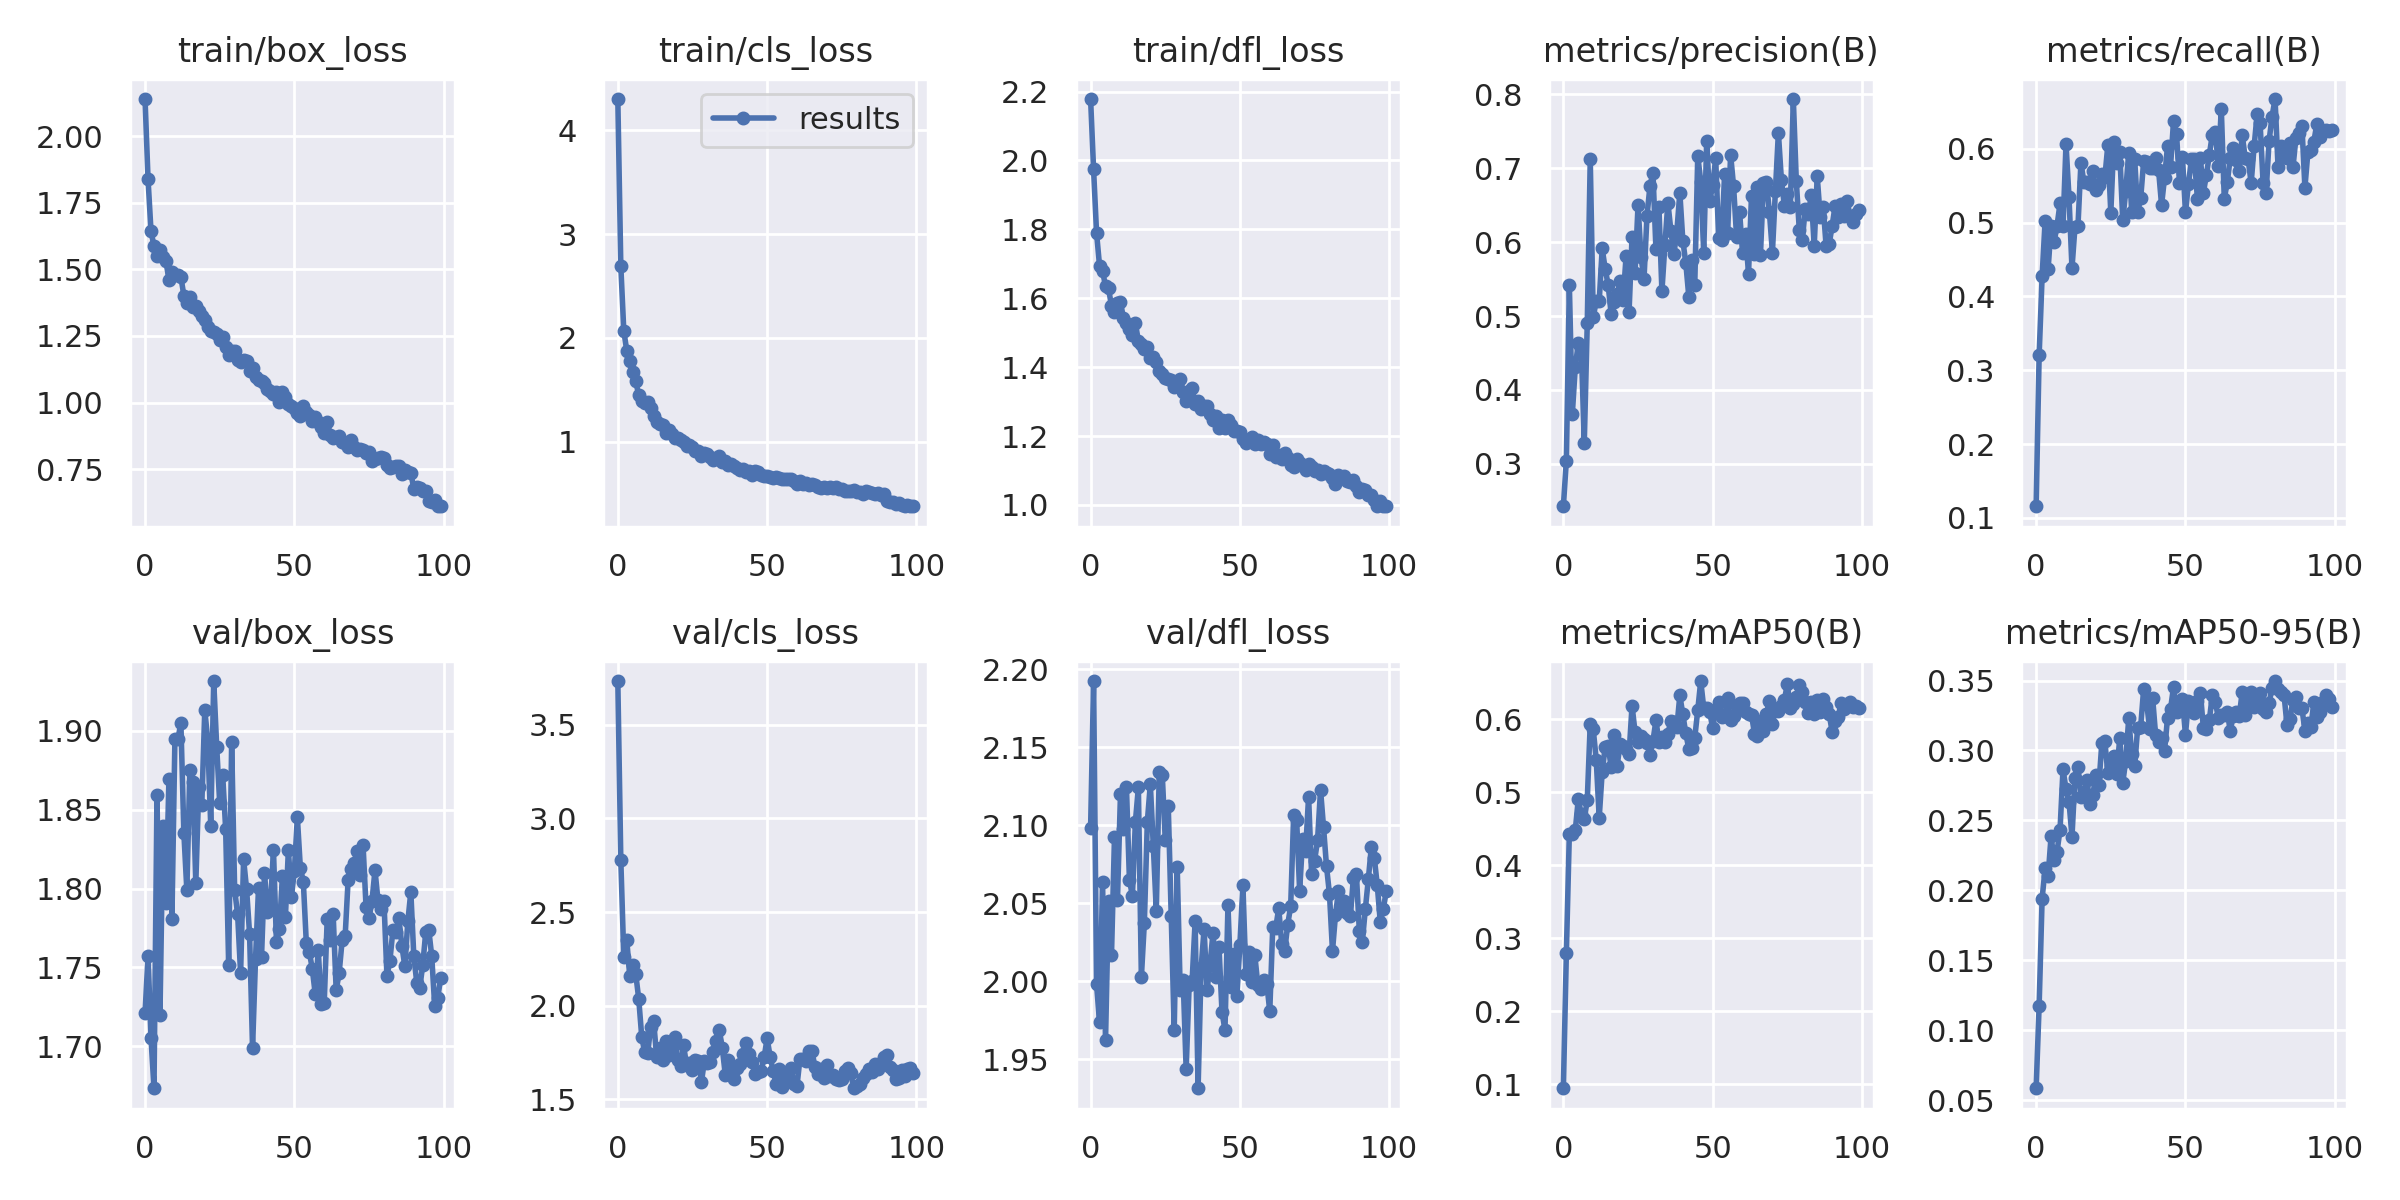 train/box_loss
2.00
1.75
1.50
1.25
1.00
0.75
0 50 100
train/cls_loss
results
4
3
2
1
0 50 100
train/dfl_loss
2.2
2.0
1.8
1.6
1.4
1.2
1.0
0 50 100
metrics/precision(B)
0.8
0.7
0.6
0.5
0.4
0.3
0 50 100
metrics/recall(B)
0.6
0.5
0.4
0.3
0.2
0.1
0 50 100
val/box_loss
1.90
1.85
1.80
1.75
1.70
0 50 100
val/cls_loss
3.5
3.0
2.5
2.0
1.5
0 50 100
val/dfl_loss
2.20
2.15
2.10
2.05
2.00
1.95
0 50 100
metrics/mAP50(B)
0.6
0.5
0.4
0.3
0.2
0.1
0 50 100
metrics/mAP50-95(B)
0.35
0.30
0.25
0.20
0.15
0.10
0.05
0 50 100